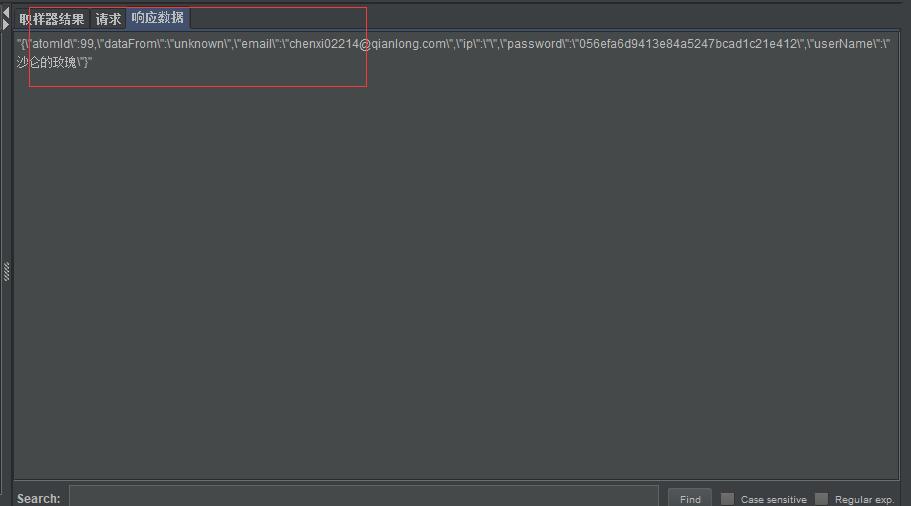 取样器结果 请求 响应数据
"{\"atomId\":99,\"dataFrom\":\"unknown\",\"email\":\"chenxi02214@qianlong.com\",\"ip\":\"\",\"password\":\"056efa6d9413e84a5247bcad1c21e412\",\"userName\":\"
沙仑的玫瑰\"}"
Search: Find Case sensitive Regular exp.